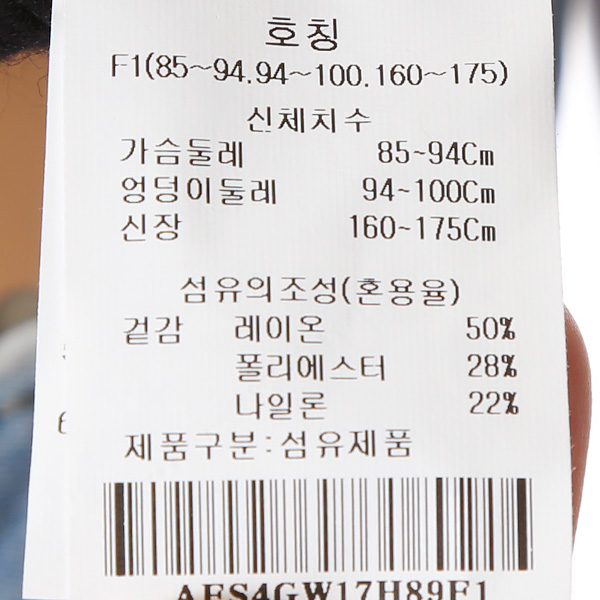 호칭
F1(85~94.94~100.160~175)
신체치수
가슴둘레 85~94Cm
엉덩이둘레 94~100Cm
신장 160~175Cm
섬유의조성(혼용율)
겉감 레이온 50%
폴리에스터 28%
나일론 22%
제품구분:섬유제품
AES4GW17H89F1